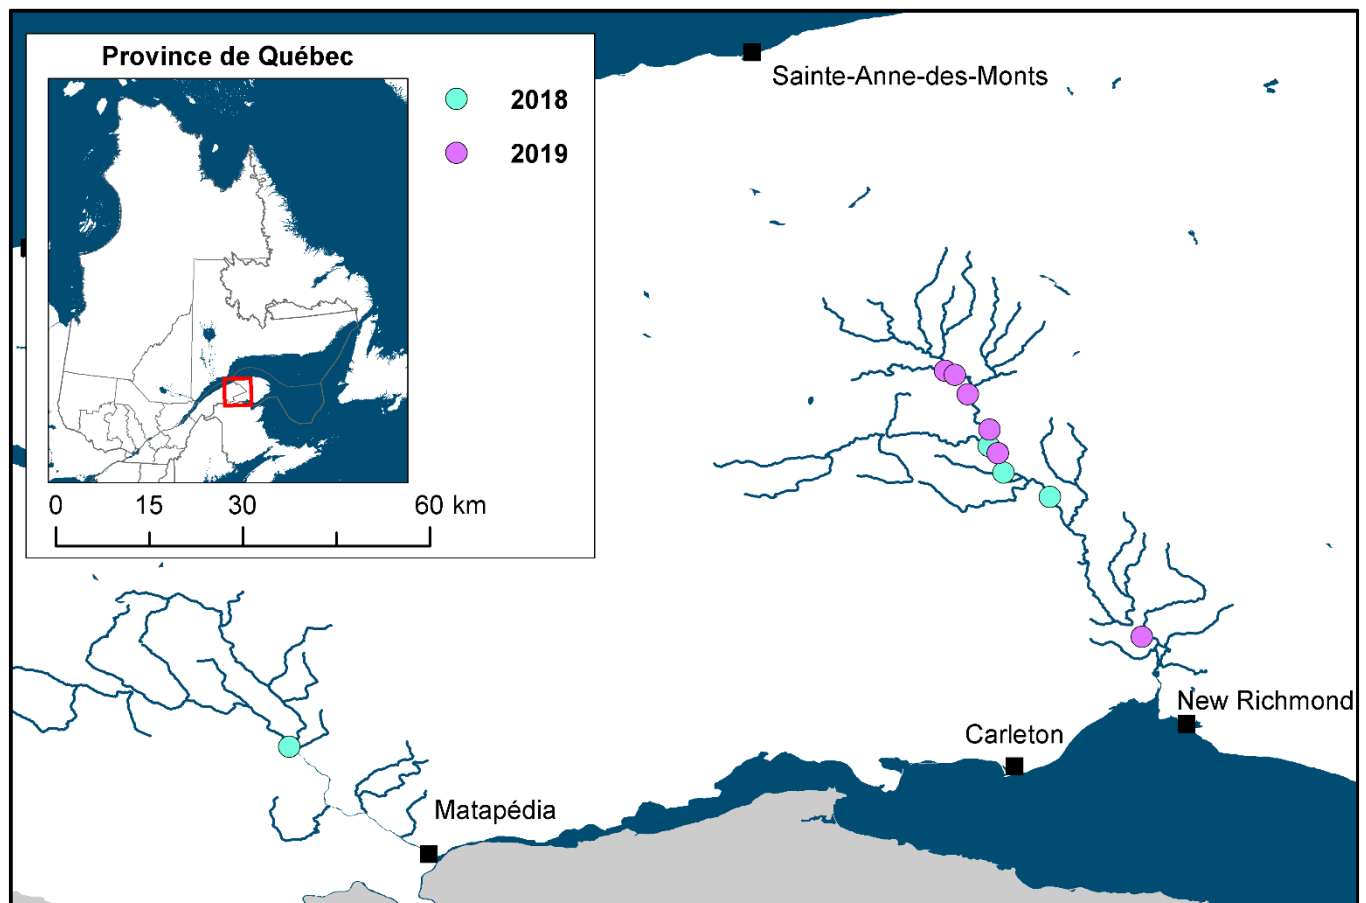 Province de Québec
2018
2019
0 15 30 60 km
Sainte-Anne-des-Monts
New Richmond
Carleton
Matapédia